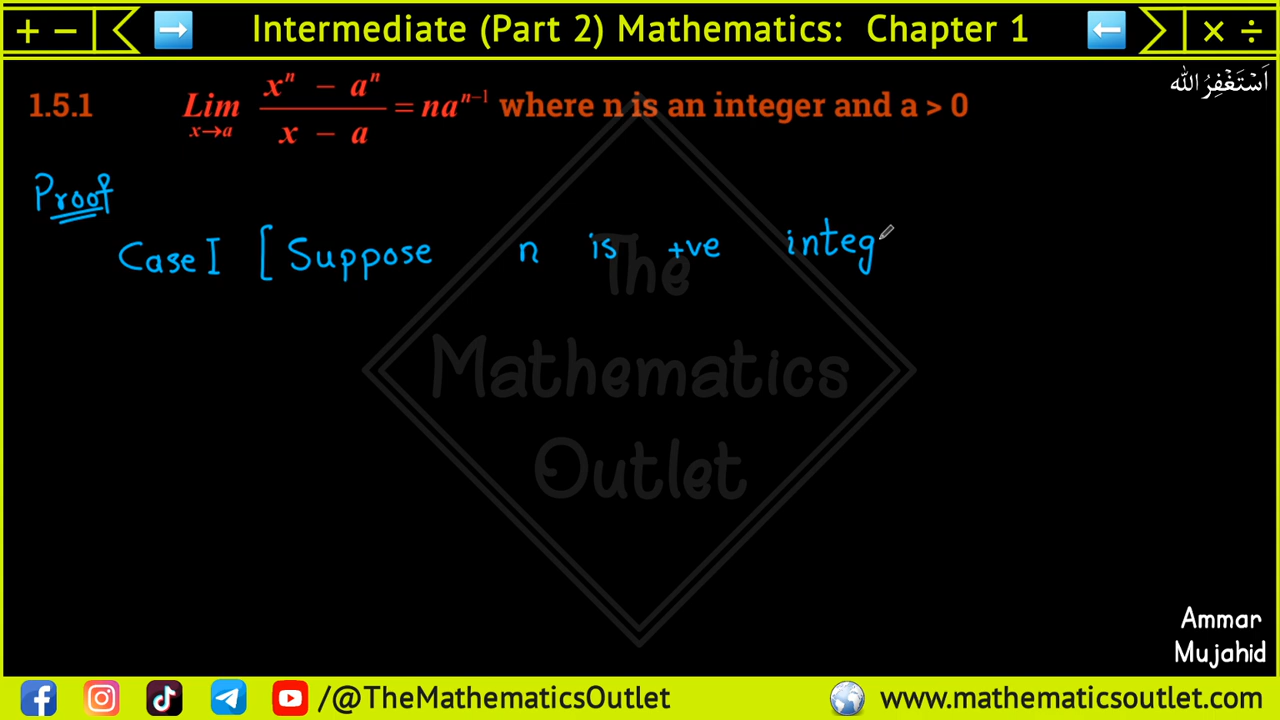 + − Intermediate (Part 2) Mathematics: Chapter 1 × ÷
أَسْتَغْفِرُ اللّٰه
1.5.1 Lim x→a (xⁿ − aⁿ)/(x − a) = naⁿ⁻¹ where n is an integer and a > 0
Proof
Case I [Suppose n is +ve integ
The
Mathematics
Outlet
Ammar
Mujahid
/@TheMathematicsOutlet www.mathematicsoutlet.com